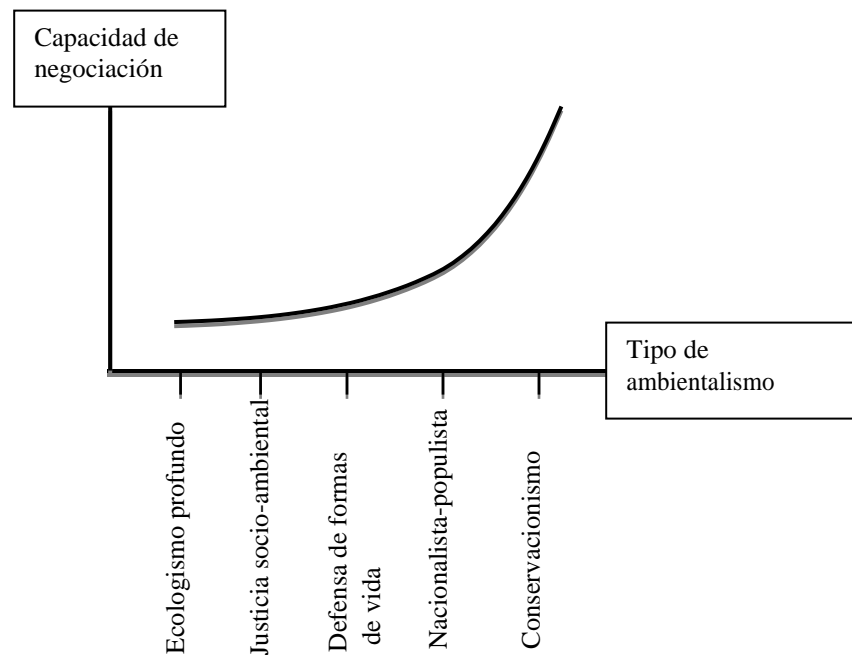 Capacidad de
negociación
Tipo de
ambientalismo
Ecologismo profundo
Justicia socio-ambiental
Defensa de formas
de vida
Nacionalista-populista
Conservacionismo